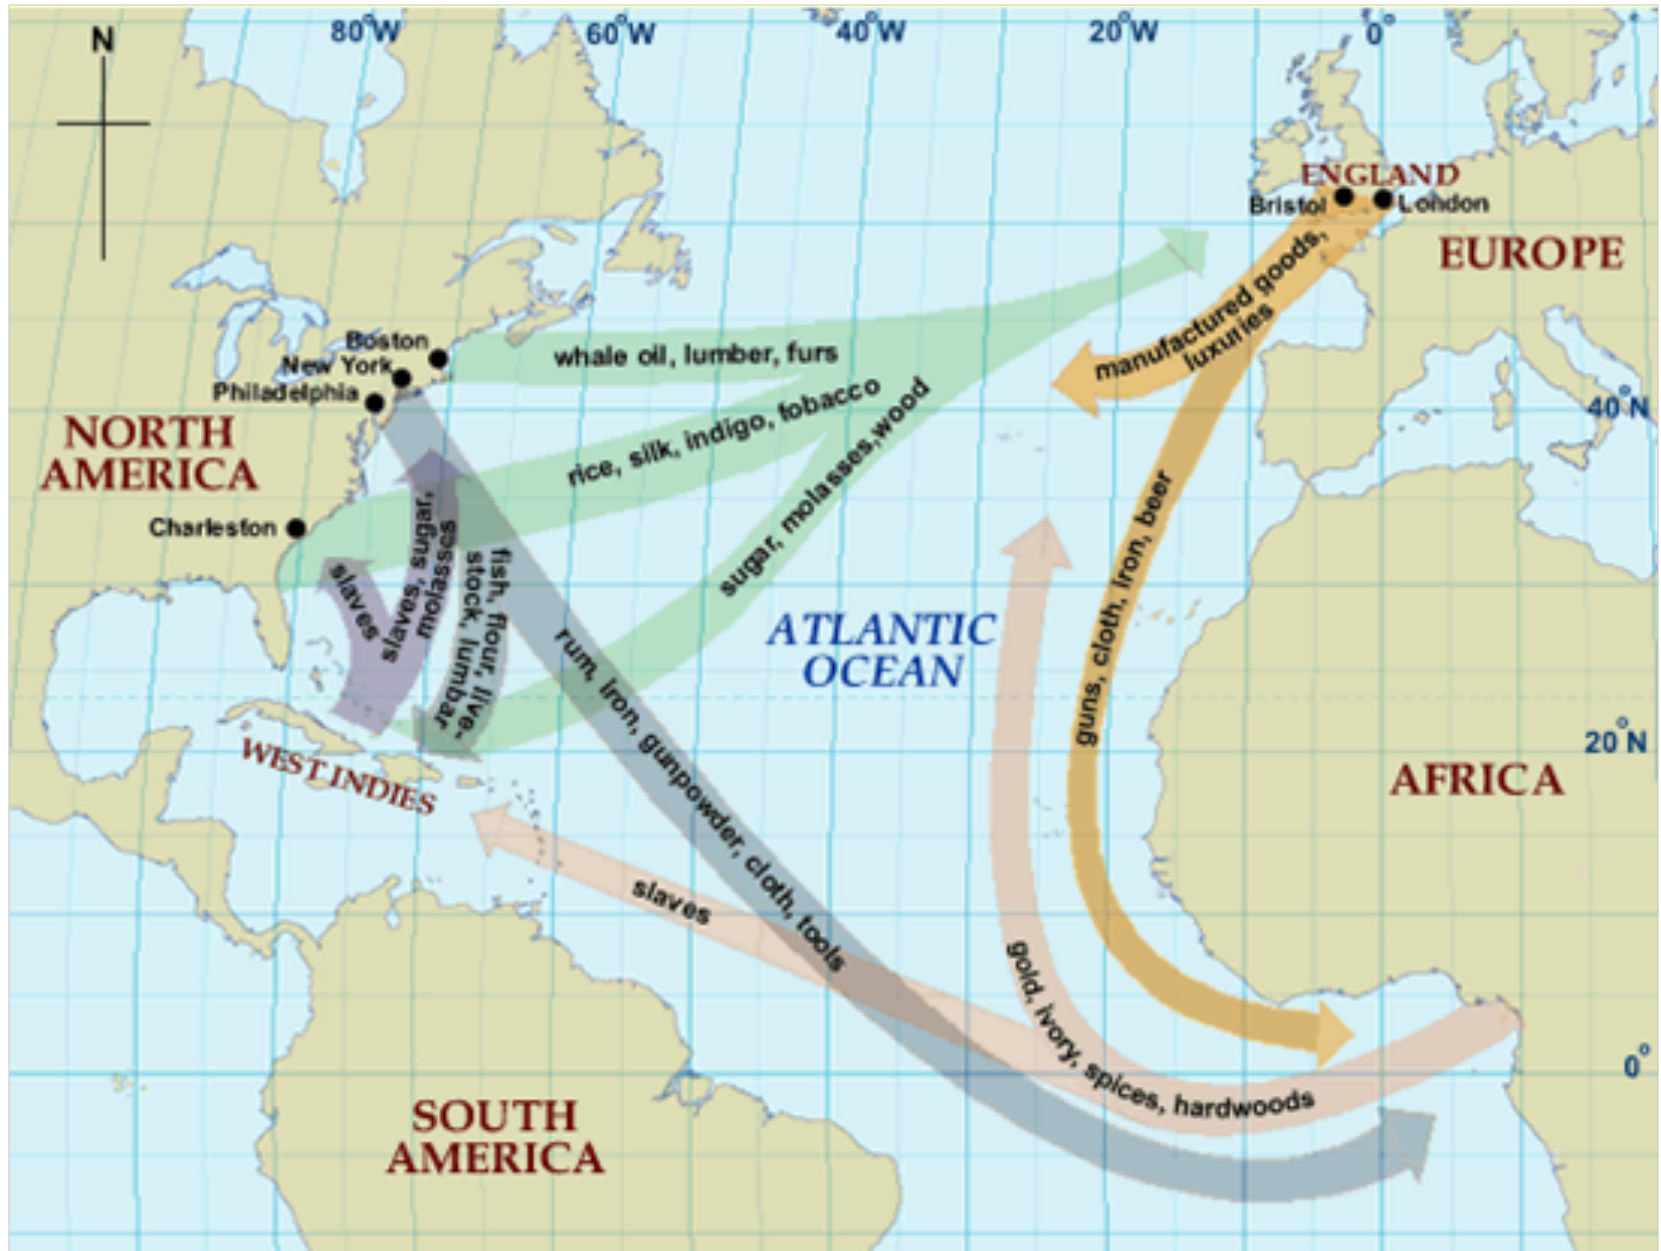 N
80°W
60°W
40°W
20°W
0°
ENGLAND
Bristol
London
EUROPE
manufactured goods,
luxuries
Boston
New York
Philadelphia
whale oil, lumber, furs
rice, silk, indigo, fobacco
sugar, molasses,wood
40°N
NORTH
AMERICA
Charleston
slaves
slaves, sugar,
molasses
fish, flour, live,
stock, lumbar
guns, cloth, iron, beer
rum, iron, gunpowder, cloth, tools
ATLANTIC
OCEAN
WEST INDIES
20°N
AFRICA
slaves
gold, ivory, spices, hardwoods
0°
SOUTH
AMERICA